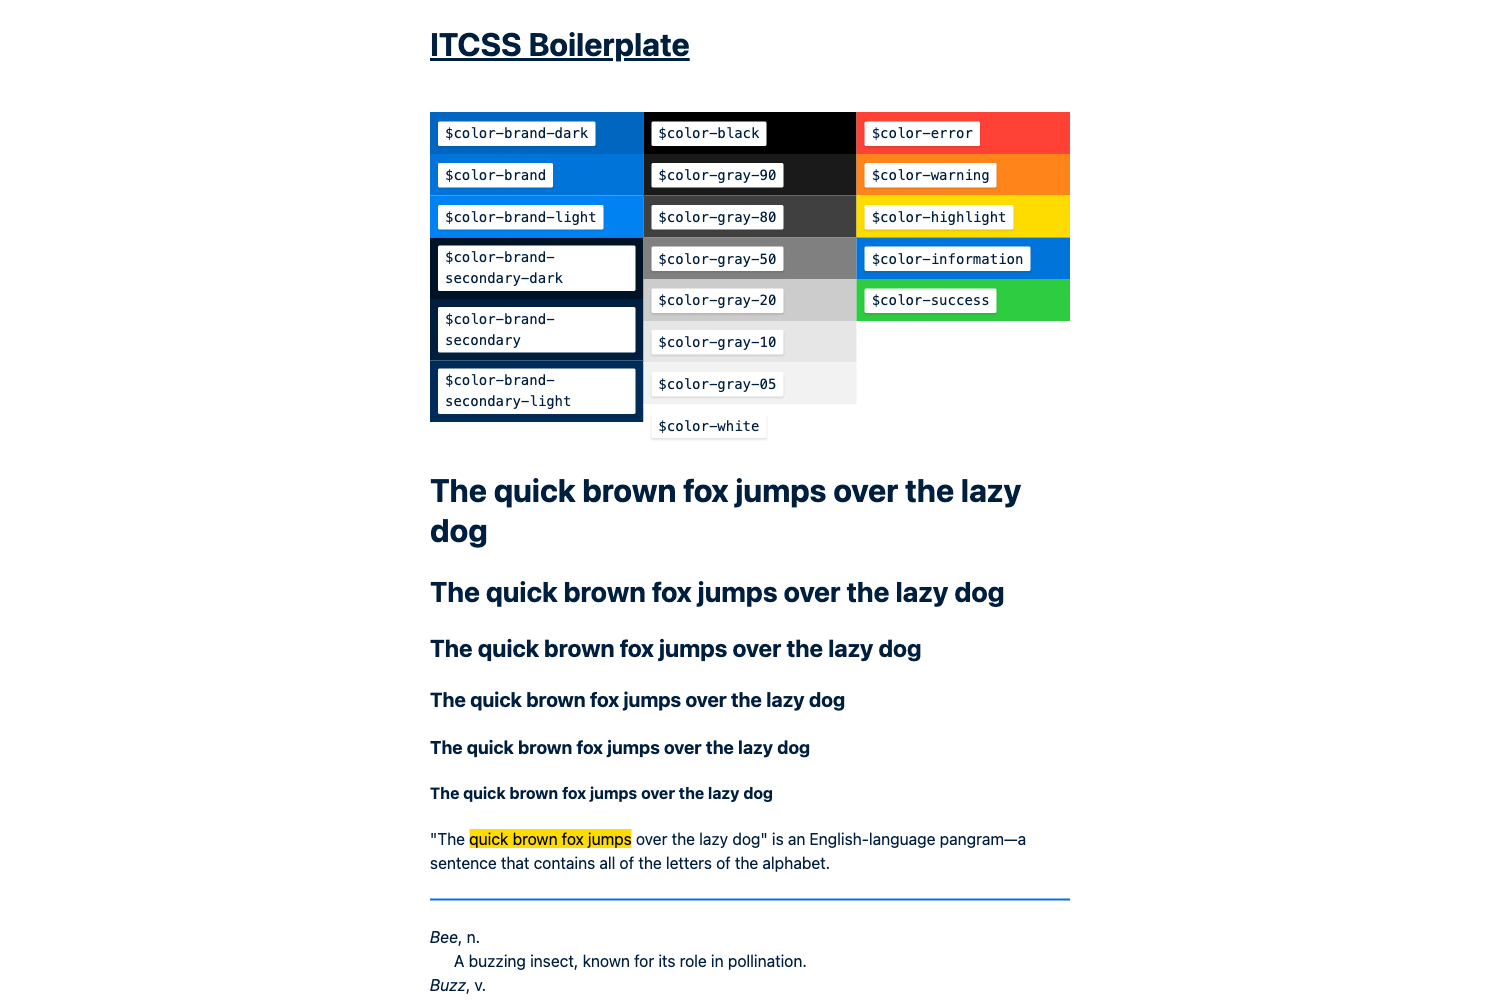 ITCSS Boilerplate
$color-brand-dark
$color-brand
$color-brand-light
$color-brand-
secondary-dark
$color-brand-
secondary
$color-brand-
secondary-light
$color-black
$color-gray-90
$color-gray-80
$color-gray-50
$color-gray-20
$color-gray-10
$color-gray-05
$color-white
$color-error
$color-warning
$color-highlight
$color-information
$color-success
The quick brown fox jumps over the lazy
dog
The quick brown fox jumps over the lazy dog
The quick brown fox jumps over the lazy dog
The quick brown fox jumps over the lazy dog
The quick brown fox jumps over the lazy dog
The quick brown fox jumps over the lazy dog
"The quick brown fox jumps over the lazy dog" is an English-language pangram—a
sentence that contains all of the letters of the alphabet.
Bee, n.
A buzzing insect, known for its role in pollination.
Buzz, v.